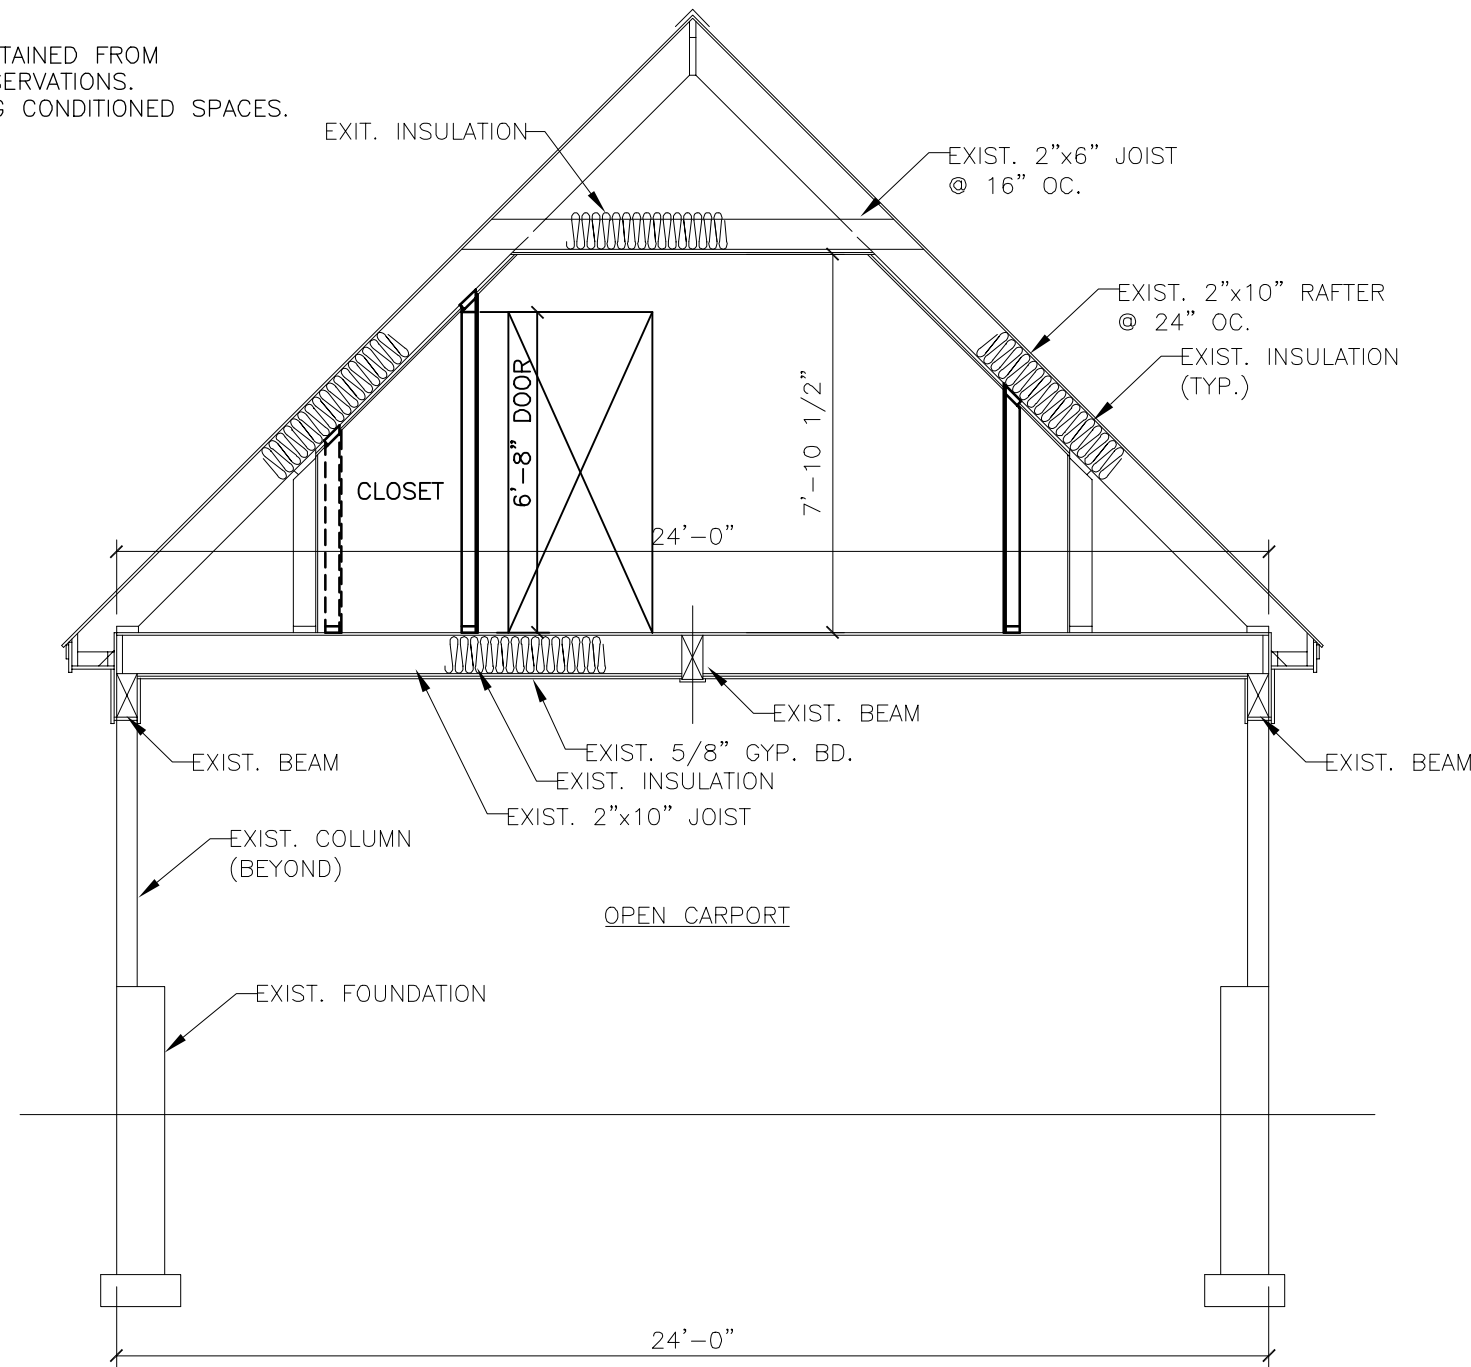 TAINED FROM
SERVATIONS.
G CONDITIONED SPACES.
EXIT. INSULATION
EXIST. 2"x6" JOIST
@ 16" OC.
EXIST. 2"x10" RAFTER
@ 24" OC.
EXIST. INSULATION
(TYP.)
6'-8" DOOR
7'-10 1/2"
CLOSET
24'-0"
EXIST. BEAM
EXIST. 5/8" GYP. BD.
EXIST. BEAM
EXIST. BEAM
EXIST. INSULATION
EXIST. 2"x10" JOIST
EXIST. COLUMN
(BEYOND)
OPEN CARPORT
EXIST. FOUNDATION
24'-0"